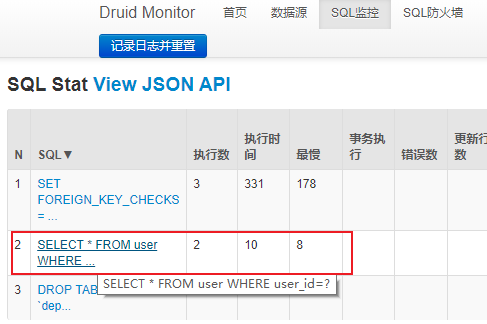 Druid Monitor 首页 数据源 SQL监控 SQL防火墙
记录日志并重置
SQL Stat View JSON API
N SQL▼ 执行数 执行时间 最慢 事务执行 错误数 更新行数
1 SET FOREIGN_KEY_CHECKS = ... 3 331 178
2 SELECT * FROM user WHERE ... 2 10 8
SELECT * FROM user WHERE user_id=?
3 DROP TAB
`dep...